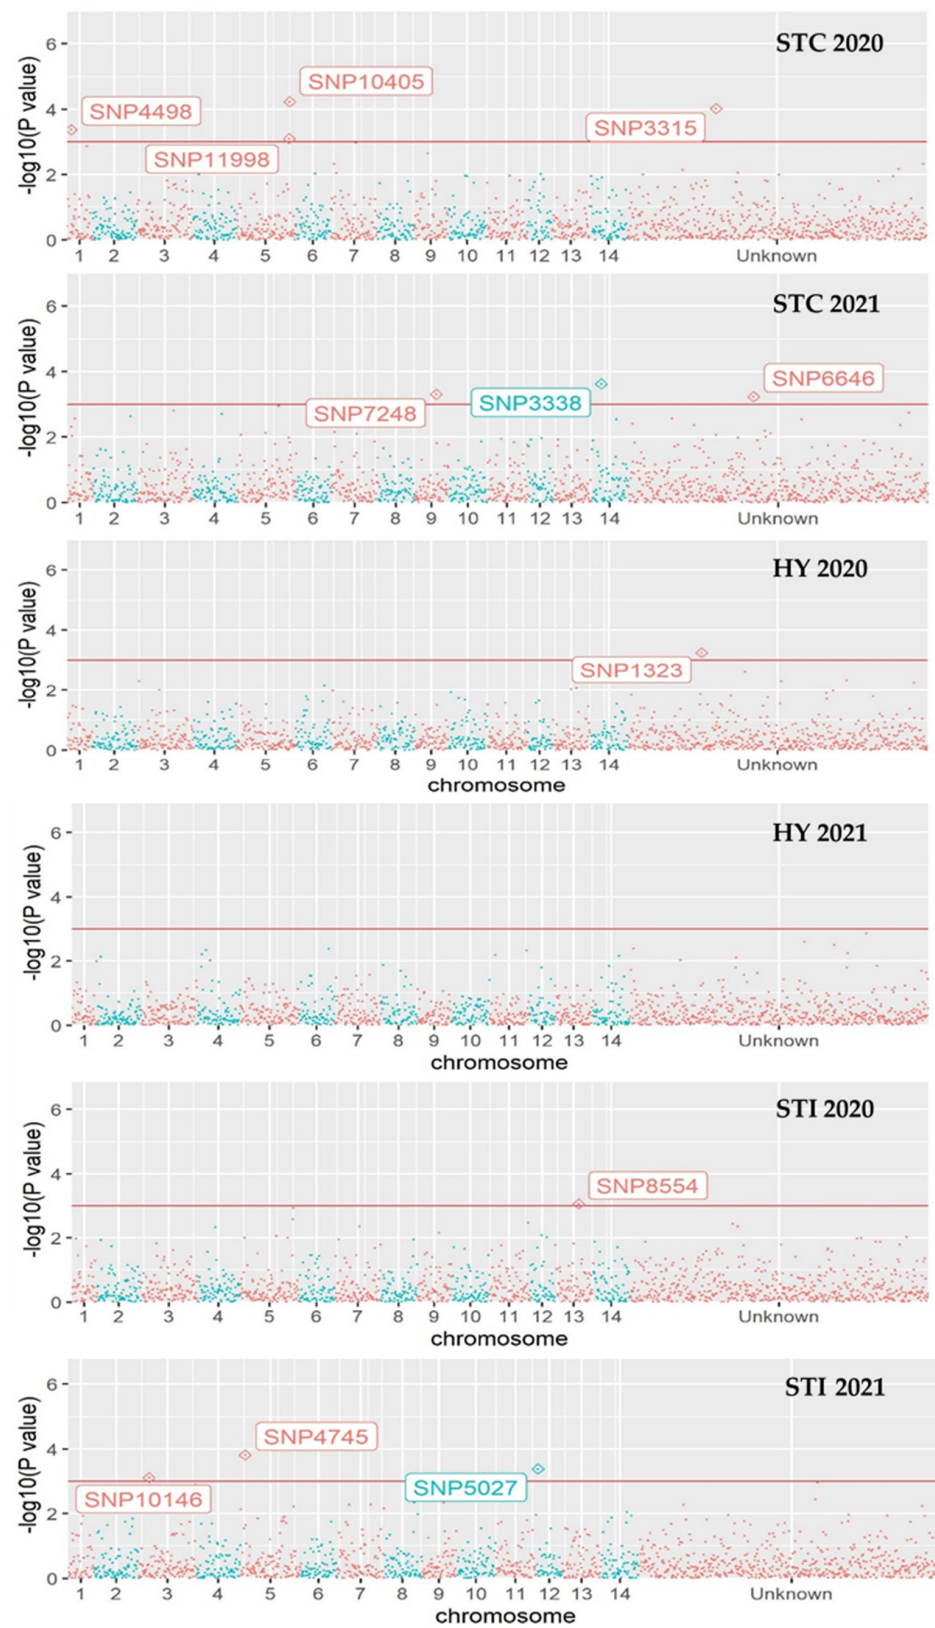 STC 2020
6
4
2
0
-log10(P value)
SNP4498
SNP10405
SNP11998
SNP3315
1 2 3 4 5 6 7 8 9 10 11 12 13 14 Unknown
STC 2021
6
4
2
0
-log10(P value)
SNP7248
SNP3338
SNP6646
1 2 3 4 5 6 7 8 9 10 11 12 13 14 Unknown
HY 2020
6
4
2
0
-log10(P value)
SNP1323
1 2 3 4 5 6 7 8 9 10 11 12 13 14 Unknown
chromosome
HY 2021
6
4
2
0
-log10(P value)
1 2 3 4 5 6 7 8 9 10 11 12 13 14 Unknown
chromosome
STI 2020
6
4
2
0
-log10(P value)
SNP8554
1 2 3 4 5 6 7 8 9 10 11 12 13 14 Unknown
chromosome
STI 2021
6
4
2
0
-log10(P value)
SNP4745
SNP10146
SNP5027
1 2 3 4 5 6 7 8 9 10 11 12 13 14 Unknown
chromosome